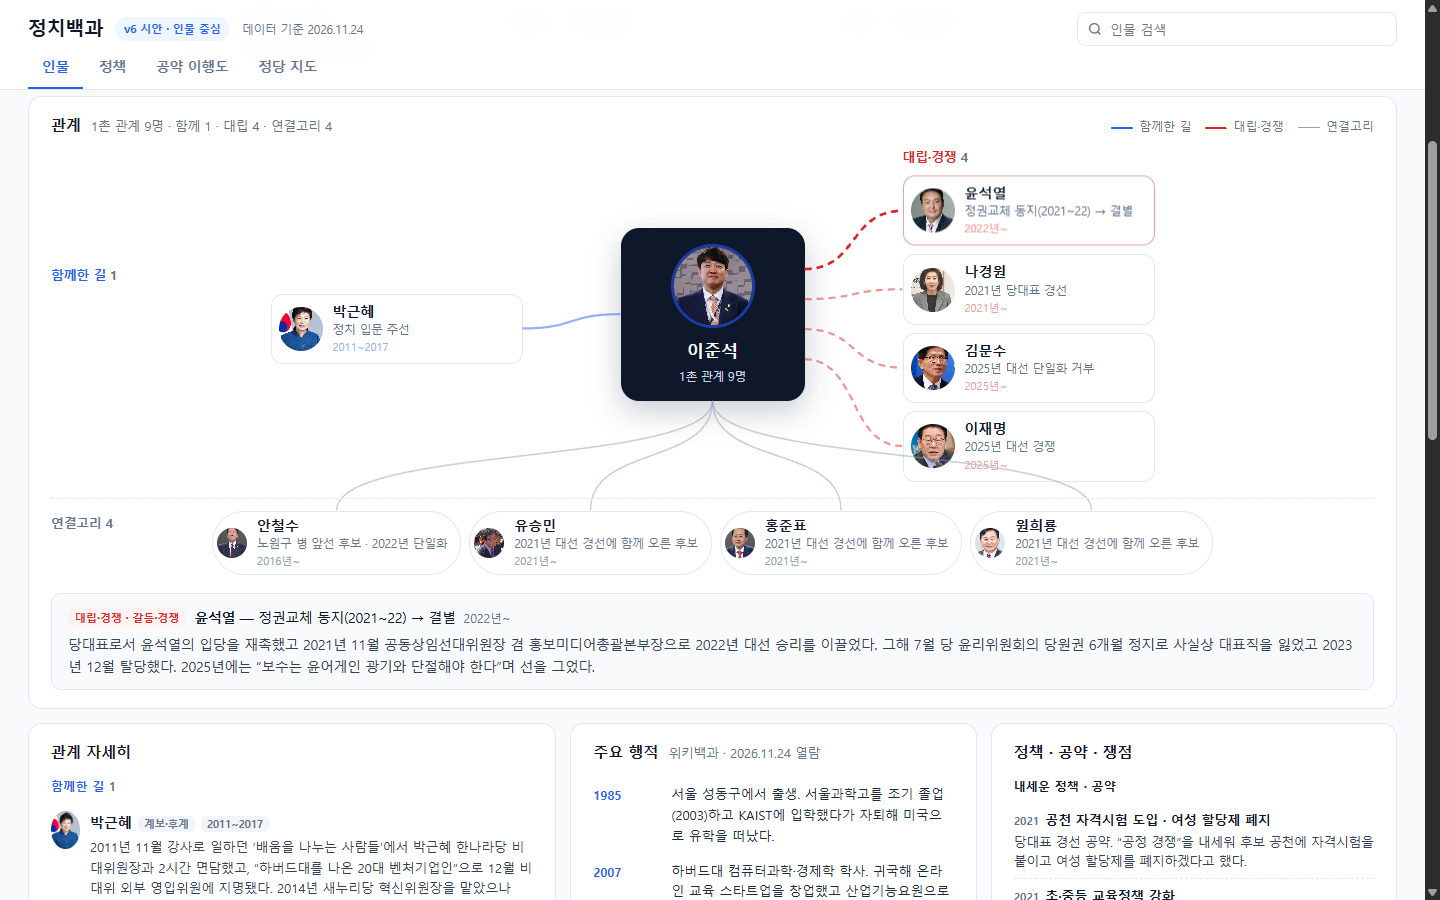 정치백과
v6 시안 · 인물 중심
데이터 기준 2026.11.24
인물 검색
인물
정책
공약 이행도
정당 지도
관계
1촌 관계 9명 · 함께 1 · 대립 4 · 연결고리 4
함께한 길
대립·경쟁
연결고리
대립·경쟁 4
윤석열
정권교체 동지(2021~22) → 결별
2022년~
나경원
2021년 당대표 경선
2021년~
김문수
2025년 대선 단일화 거부
2025년~
이재명
2025년 대선 경쟁
2025년~
함께한 길 1
박근혜
정치 입문 주선
2011~2017
이준석
1촌 관계 9명
연결고리 4
안철수
노원구 병 앞선 후보 · 2022년 단일화
2016년~
유승민
2021년 대선 경선에 함께 오른 후보
2021년~
홍준표
2021년 대선 경선에 함께 오른 후보
2021년~
원희룡
2021년 대선 경선에 함께 오른 후보
2021년~
대립·경쟁 · 갈등·경쟁
윤석열 — 정권교체 동지(2021~22) → 결별 2022년~
당대표로서 윤석열의 입당을 재촉했고 2021년 11월 공동상임선대위원장 겸 홍보미디어총괄본부장으로 2022년 대선 승리를 이끌었다. 그해 7월 당 윤리위원회의 당원권 6개월 정지로 사실상 대표직을 잃었고 2023
년 12월 탈당했다. 2025년에는 “보수는 윤어게인 광기와 단절해야 한다”며 선을 그었다.
관계 자세히
함께한 길 1
박근혜
계보·후계
2011~2017
2011년 11월 강사로 일하던 ‘배움을 나누는 사람들’에서 박근혜 한나라당 비
대위원장과 2시간 면담했고, “하버드대를 나온 20대 벤처기업인”으로 12월 비
대위 외부 영입위원에 지명됐다. 2014년 새누리당 혁신위원장을 맡았으나
주요 행적
위키백과 · 2026.11.24 열람
1985
서울 성동구에서 출생. 서울과학고를 조기 졸업
(2003)하고 KAIST에 입학했다가 자퇴해 미국으
로 유학을 떠났다.
2007
하버드대 컴퓨터과학·경제학 학사. 귀국해 온라
인 교육 스타트업을 창업했고 산업기능요원으로
정책 · 공약 · 쟁점
내세운 정책 · 공약
2021 공천 자격시험 도입 · 여성 할당제 폐지
당대표 경선 공약. “공정 경쟁”을 내세워 후보 공천에 자격시험을
붙이고 여성 할당제를 폐지하겠다고 했다.
2021 초·중등 교육정책 강화